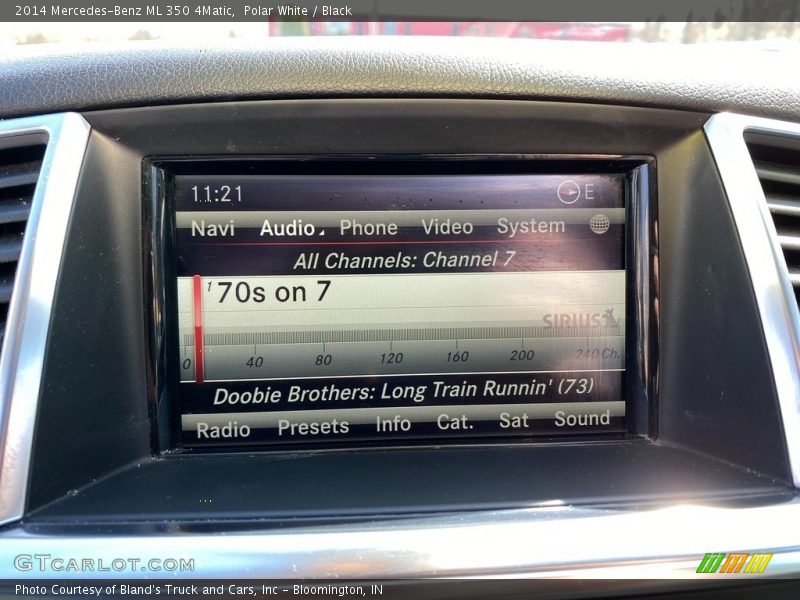 2014 Mercedes-Benz ML 350 4Matic, Polar White / Black
11:21 E
Navi Audio Phone Video System
All Channels: Channel 7
1 '70s on 7
SIRIUS
0 40 80 120 160 200 240 Ch.
Doobie Brothers: Long Train Runnin' (73)
Radio Presets Info Cat. Sat Sound
GTCARLOT.COM
Photo Courtesy of Bland's Truck and Cars, Inc - Bloomington, IN